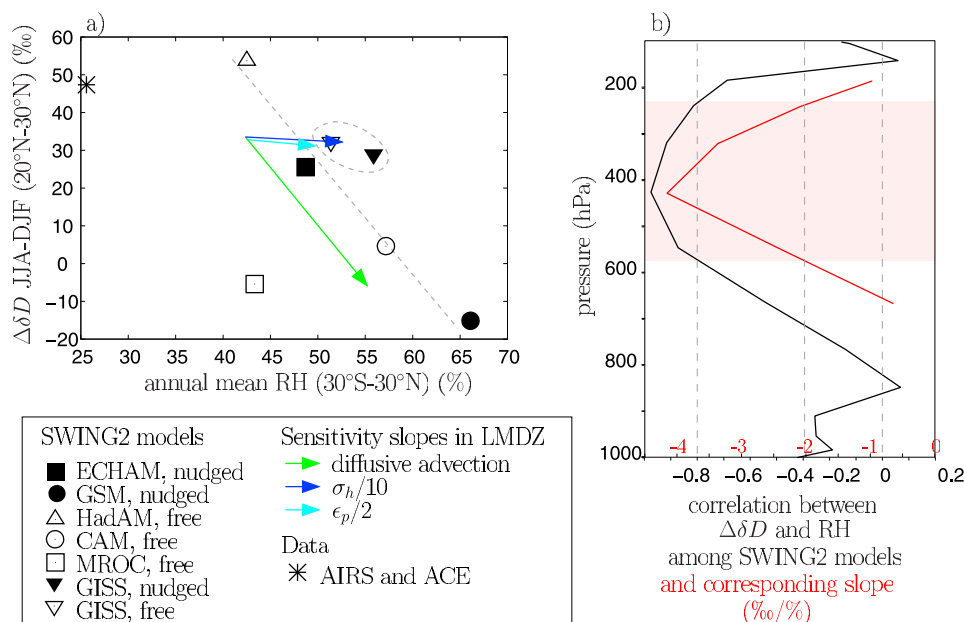 a)
ΔδD JJA-DJF (20°N-30°N) (‰)
60
50
40
30
20
10
0
−10
−20
25 30 35 40 45 50 55 60 65 70
annual mean RH (30°S-30°N) (%)
b)
pressure (hPa)
200
400
600
800
1000
-4 -3 -2 -1 0
−0.8 −0.6 −0.4 −0.2 0 0.2
correlation between
ΔδD and RH
among SWING2 models
and corresponding slope
(‰/%)
SWING2 models
ECHAM, nudged
GSM, nudged
HadAM, free
CAM, free
MROC, free
GISS, nudged
GISS, free
Sensitivity slopes in LMDZ
diffusive advection
σh/10
ϵp/2
Data
AIRS and ACE